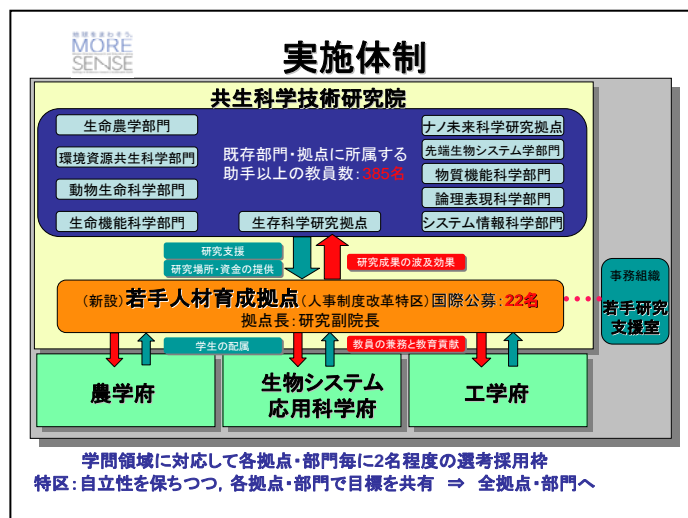 地球をまわそう。
MORE
SENSE
実施体制
共生科学技術研究院
生命農学部門
環境資源共生科学部門
動物生命科学部門
生命機能科学部門
既存部門・拠点に所属する
助手以上の教員数:385名
生存科学研究拠点
ナノ未来科学研究拠点
先端生物システム学部門
物質機能科学部門
論理表現科学部門
システム情報科学部門
研究支援
研究場所・資金の提供
研究成果の波及効果
(新設)若手人材育成拠点(人事制度改革特区)国際公募:22名
拠点長:研究副院長
事務組織
若手研究
支援室
学生の配属
教員の兼務と教育貢献
農学府
生物システム
応用科学府
工学府
学問領域に対応して各拠点・部門毎に2名程度の選考採用枠
特区:自立性を保ちつつ,各拠点・部門で目標を共有 ⇒ 全拠点・部門へ